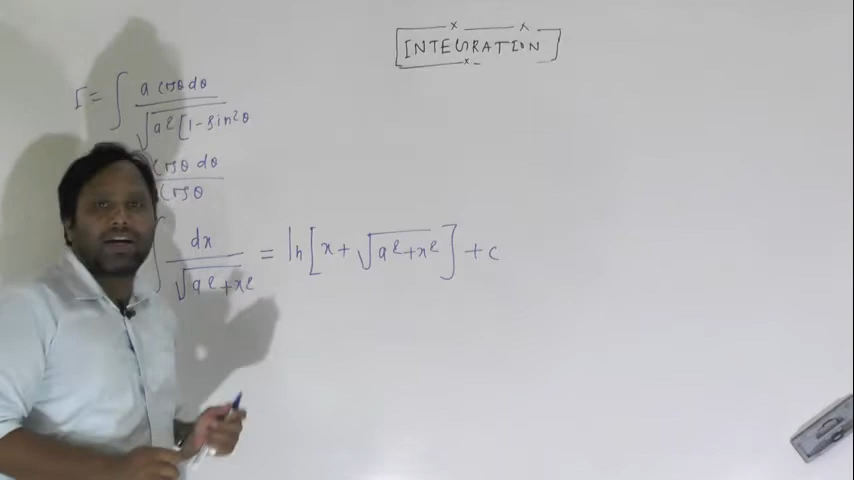 INTEGRATION
I = ∫ a cosθ dθ / √a² [1 - sin²θ
cosθ dθ / cosθ
∫ dx / √a²+x² = ln[x + √a²+x²] + c